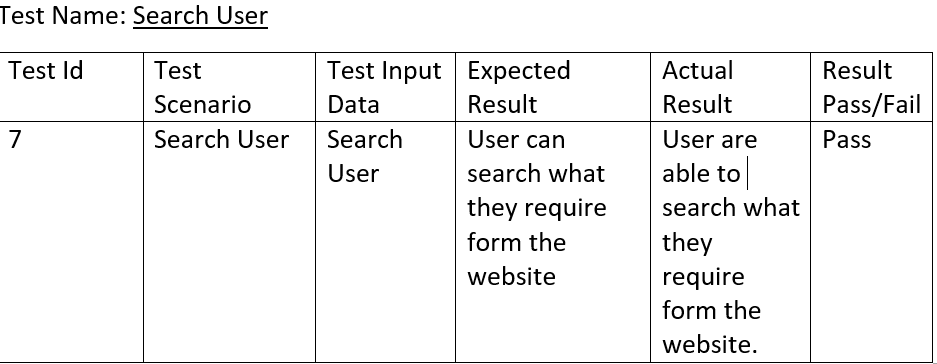 Test Name: Search User
Test Id
Test
Scenario
Test Input
Data
Expected
Result
Actual
Result
Result
Pass/Fail
7
Search User
Search
User
User can
search what
they require
form the
website
User are
able to
search what
they
require
form the
website.
Pass